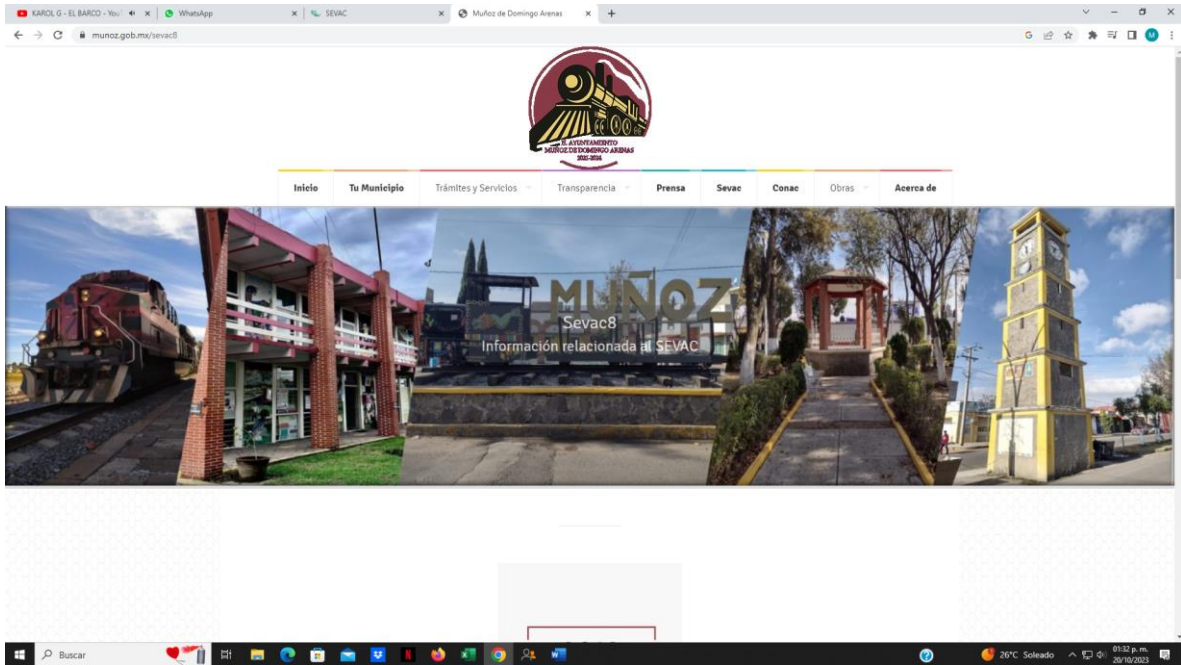 KAROL G - EL BARCO - You
WhatsApp
SEVAC
Muñoz de Domingo Arenas
munoz.gob.mx/sevac8
M
H. AYUNTAMIENTO
MUÑOZ DE DOMINGO ARENAS
2021-2024
Inicio
Tu Municipio
Trámites y Servicios
Transparencia
Prensa
Sevac
Conac
Obras
Acerca de
MUÑOZ
Sevac8
Información relacionada al SEVAC
Buscar
26°C Soleado
01:32 p. m.
20/10/2023